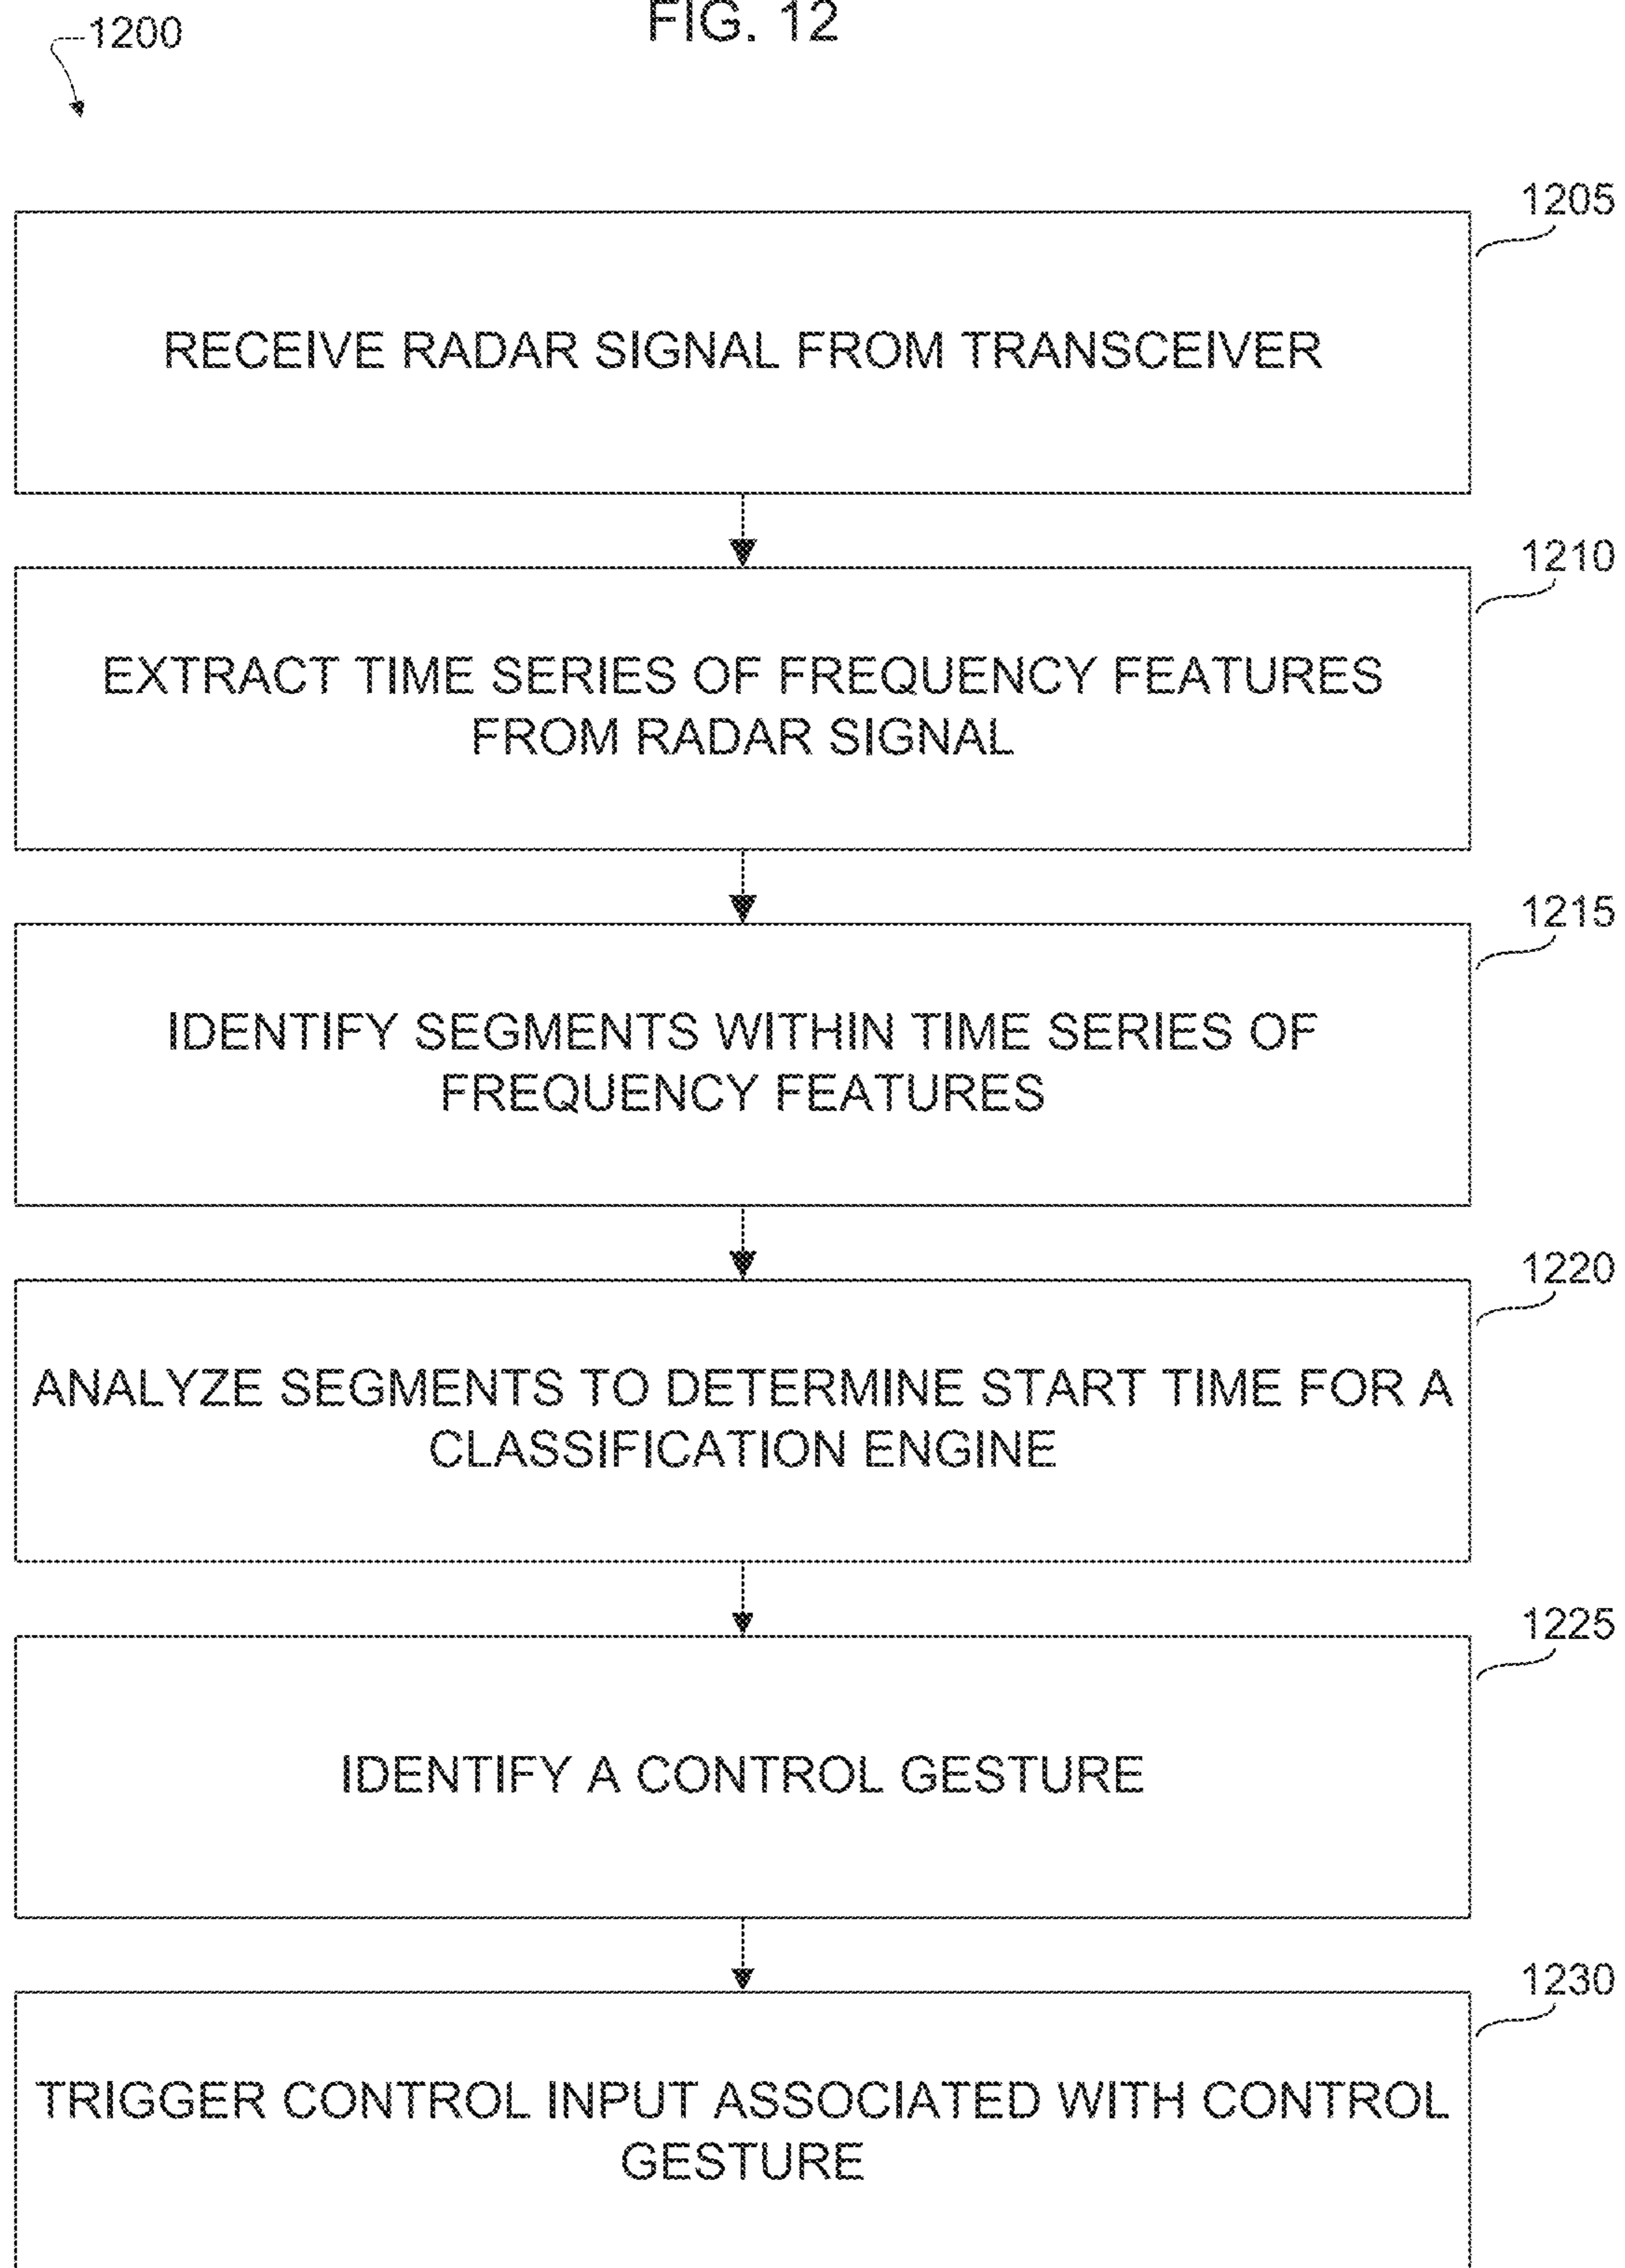 FIG. 12
1200
1205
RECEIVE RADAR SIGNAL FROM TRANSCEIVER
1210
EXTRACT TIME SERIES OF FREQUENCY FEATURES
FROM RADAR SIGNAL
1215
IDENTIFY SEGMENTS WITHIN TIME SERIES OF
FREQUENCY FEATURES
1220
ANALYZE SEGMENTS TO DETERMINE START TIME FOR A
CLASSIFICATION ENGINE
1225
IDENTIFY A CONTROL GESTURE
1230
TRIGGER CONTROL INPUT ASSOCIATED WITH CONTROL
GESTURE